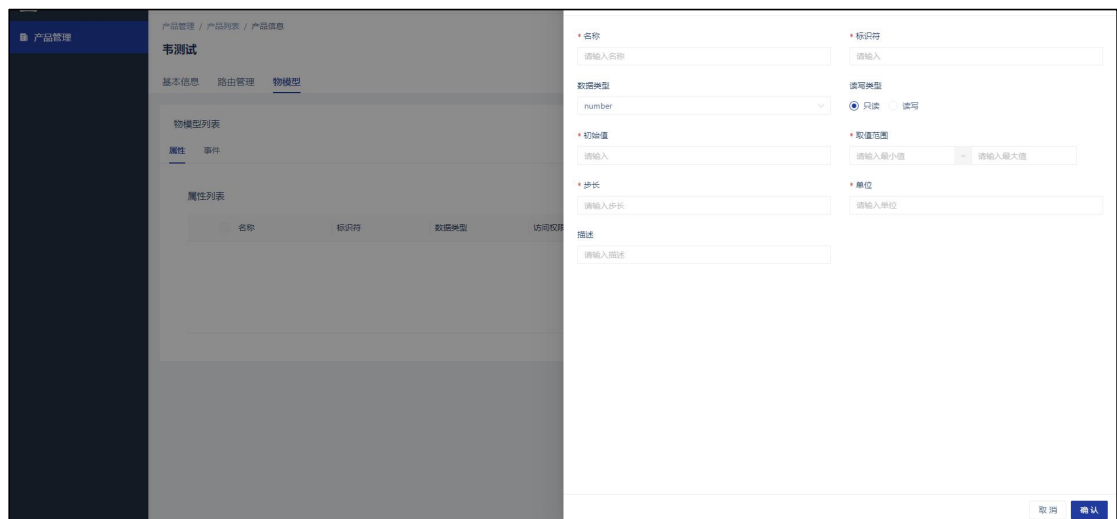 产品管理
产品管理 / 产品列表 / 产品信息
韦测试
基本信息 路由管理 物模型
物模型列表
属性 事件
属性列表
名称 标识符 数据类型 访问权限
* 名称 * 标识符
请输入名称 请输入
数据类型 读写类型
number 只读 读写
* 初始值 * 取值范围
请输入 请输入最小值 ~ 请输入最大值
* 步长 * 单位
请输入步长 请输入单位
描述
请输入描述
取消 确认